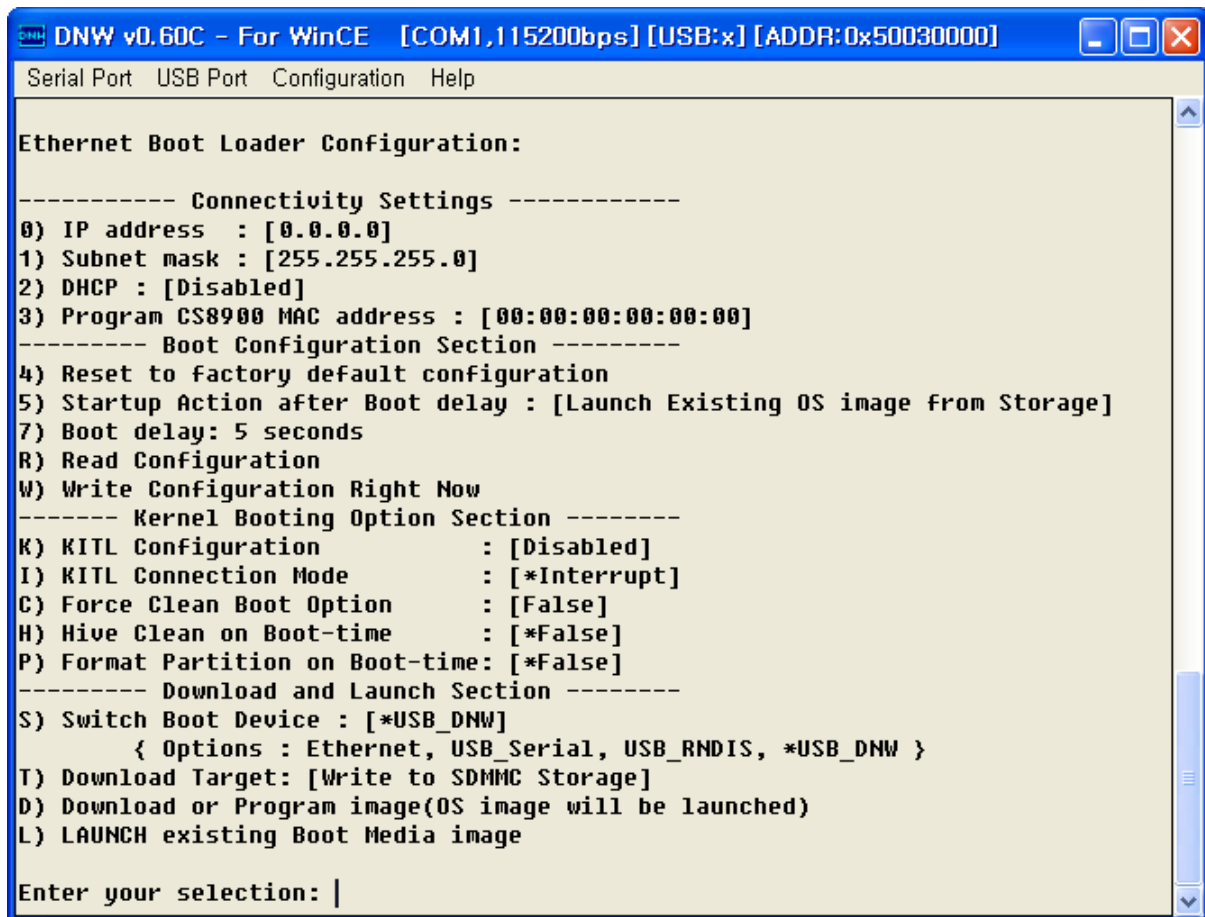 DNW DNW v0.60C - For WinCE [COM1,115200bps][USB:x][ADDR:0x50030000]
Serial Port USB Port Configuration Help
Ethernet Boot Loader Configuration:
----------- Connectivity Settings ------------
0) IP address  : [0.0.0.0]
1) Subnet mask : [255.255.255.0]
2) DHCP : [Disabled]
3) Program CS8900 MAC address : [00:00:00:00:00:00]
--------- Boot Configuration Section ---------
4) Reset to factory default configuration
5) Startup Action after Boot delay : [Launch Existing OS image from Storage]
7) Boot delay: 5 seconds
R) Read Configuration
W) Write Configuration Right Now
------- Kernel Booting Option Section --------
K) KITL Configuration           : [Disabled]
I) KITL Connection Mode         : [*Interrupt]
C) Force Clean Boot Option      : [False]
H) Hive Clean on Boot-time      : [*False]
P) Format Partition on Boot-time: [*False]
--------- Download and Launch Section --------
S) Switch Boot Device : [*USB_DNW]
        { Options : Ethernet, USB_Serial, USB_RNDIS, *USB_DNW }
T) Download Target: [Write to SDMMC Storage]
D) Download or Program image(OS image will be launched)
L) LAUNCH existing Boot Media image
Enter your selection: